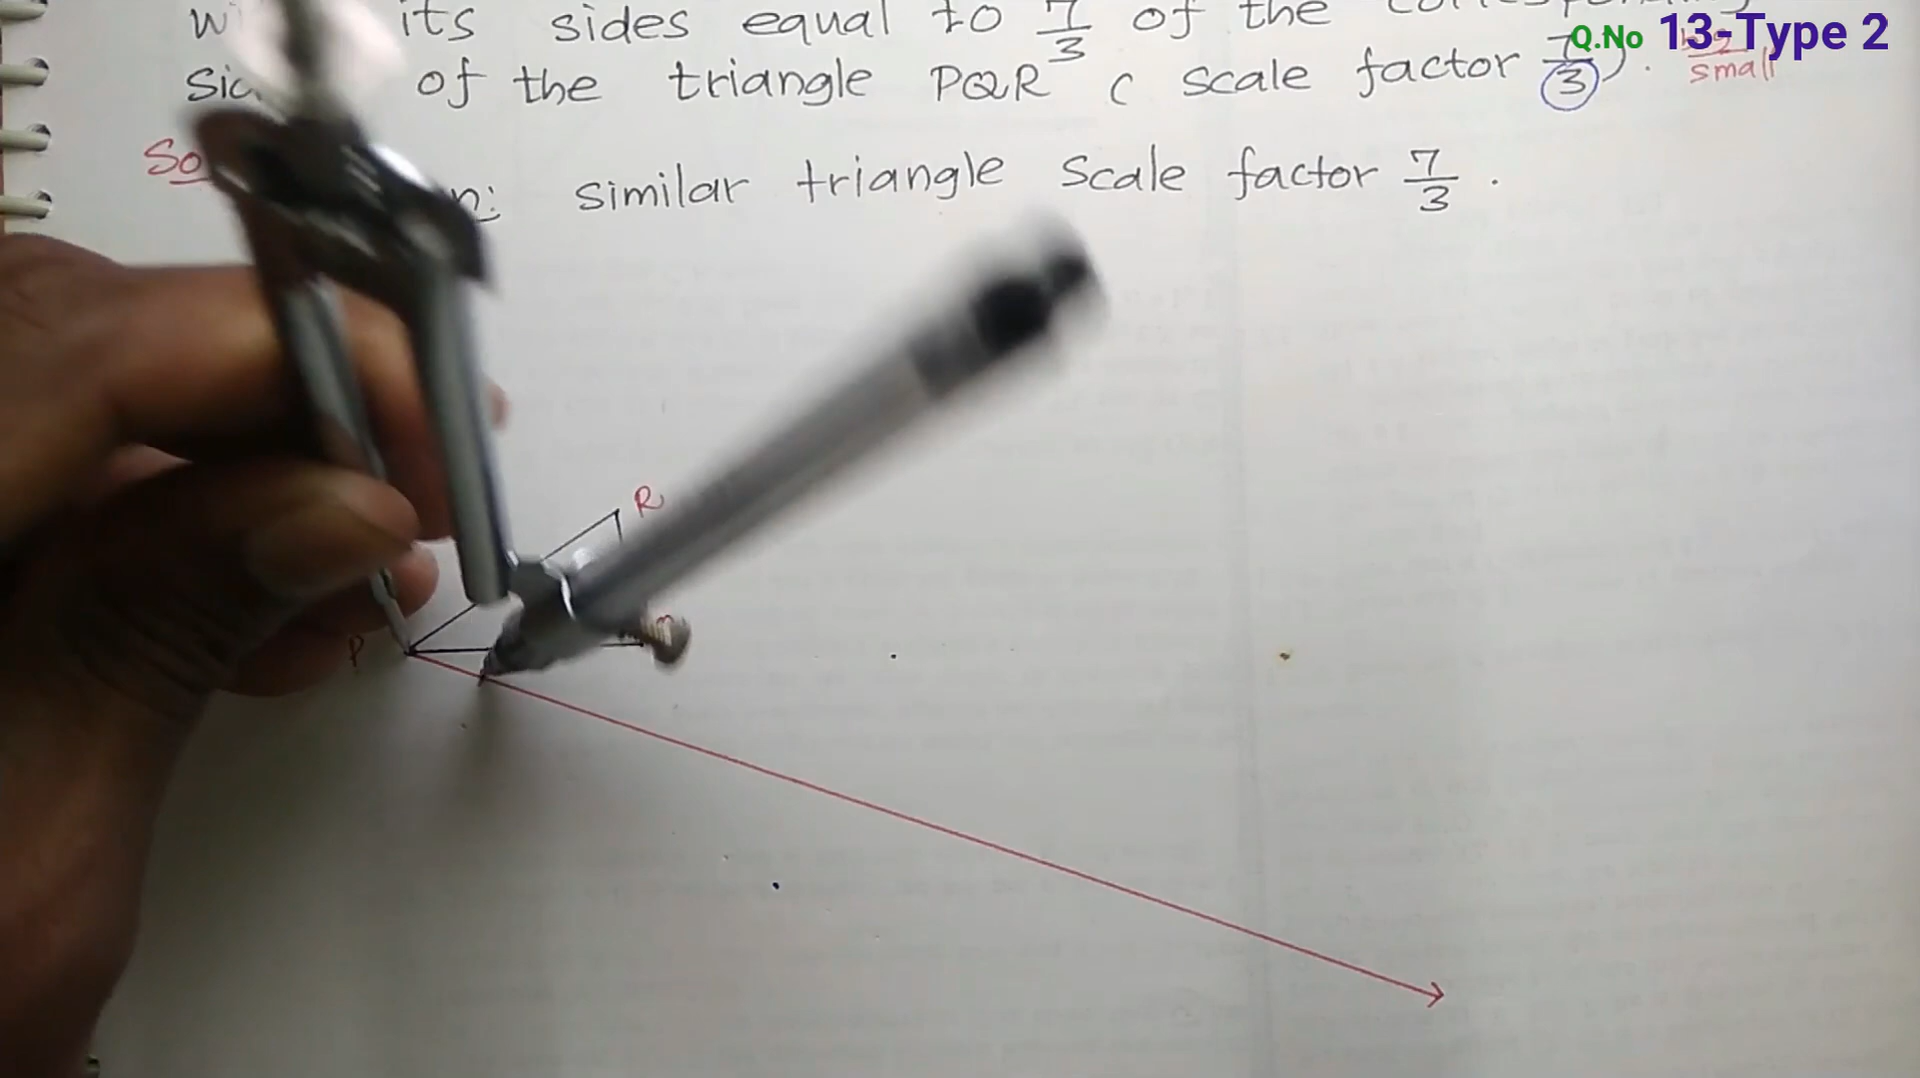 its sides equal to 7/3 of the
of the triangle PQR ( scale factor 7/3).
small
Q.No 13-Type 2
similar triangle scale factor 7/3.
R
P